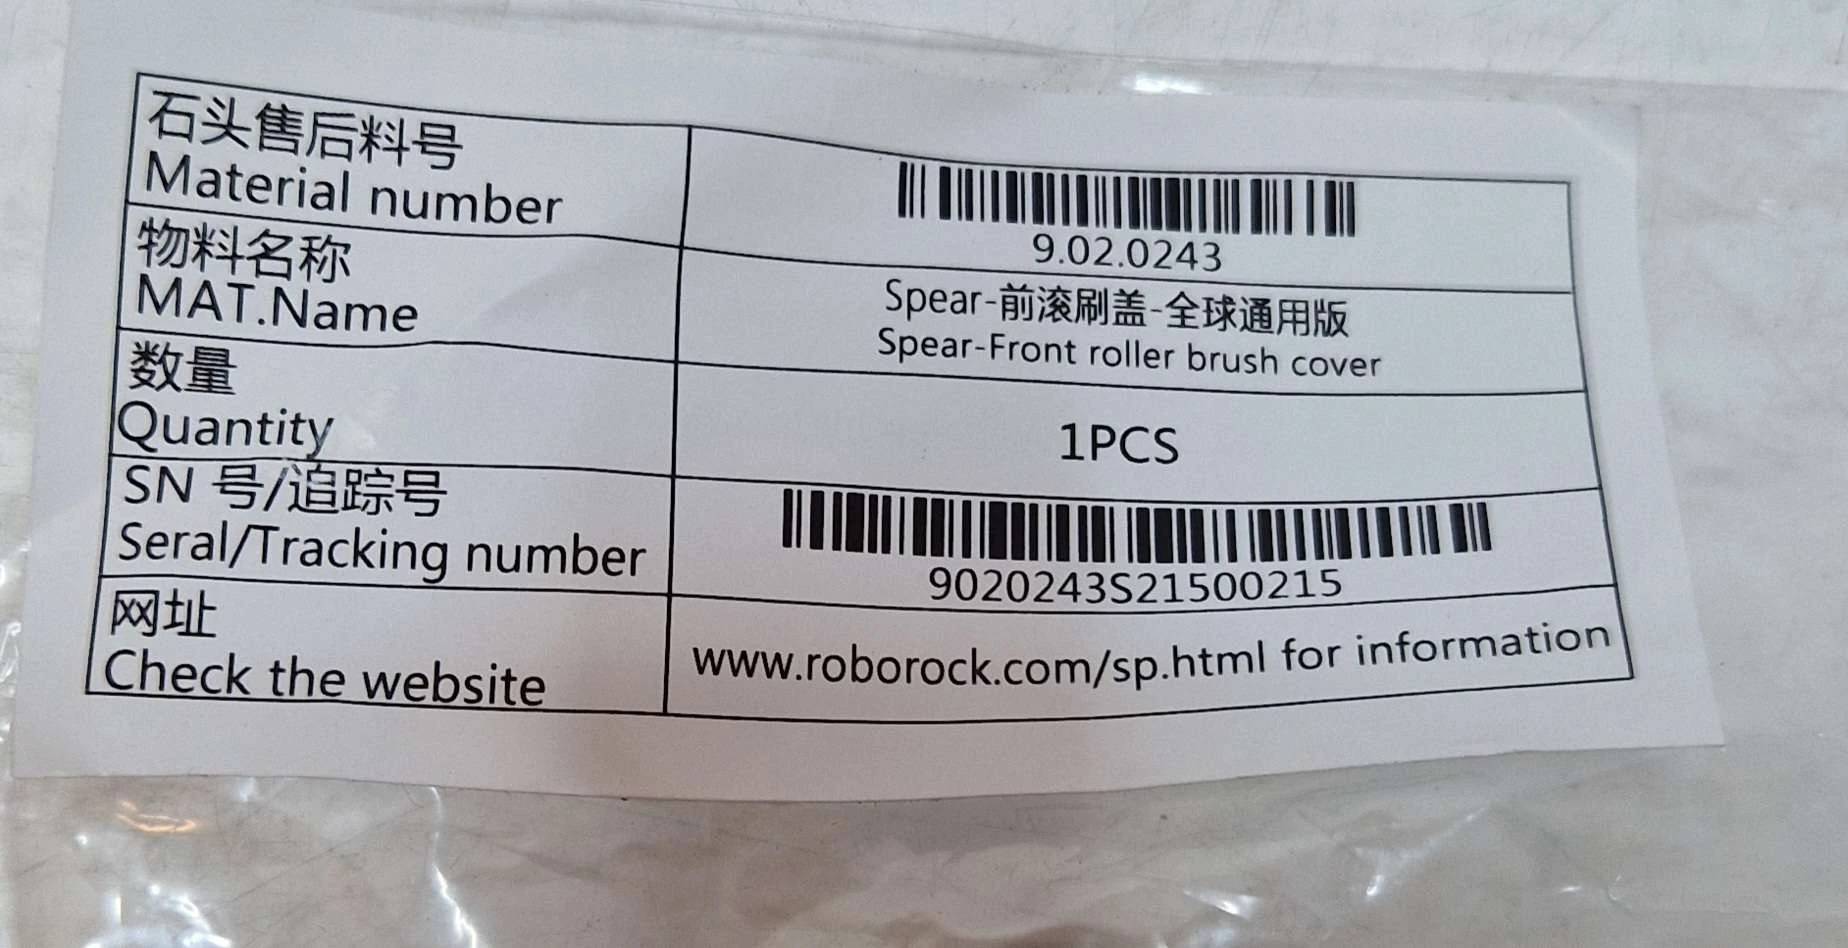 石头售后料号
Material number
9.02.0243
物料名称
MAT.Name
Spear-前滚刷盖-全球通用版
Spear-Front roller brush cover
数量
Quantity
1PCS
SN 号/追踪号
Seral/Tracking number
9020243S21500215
网址
Check the website
www.roborock.com/sp.html for information